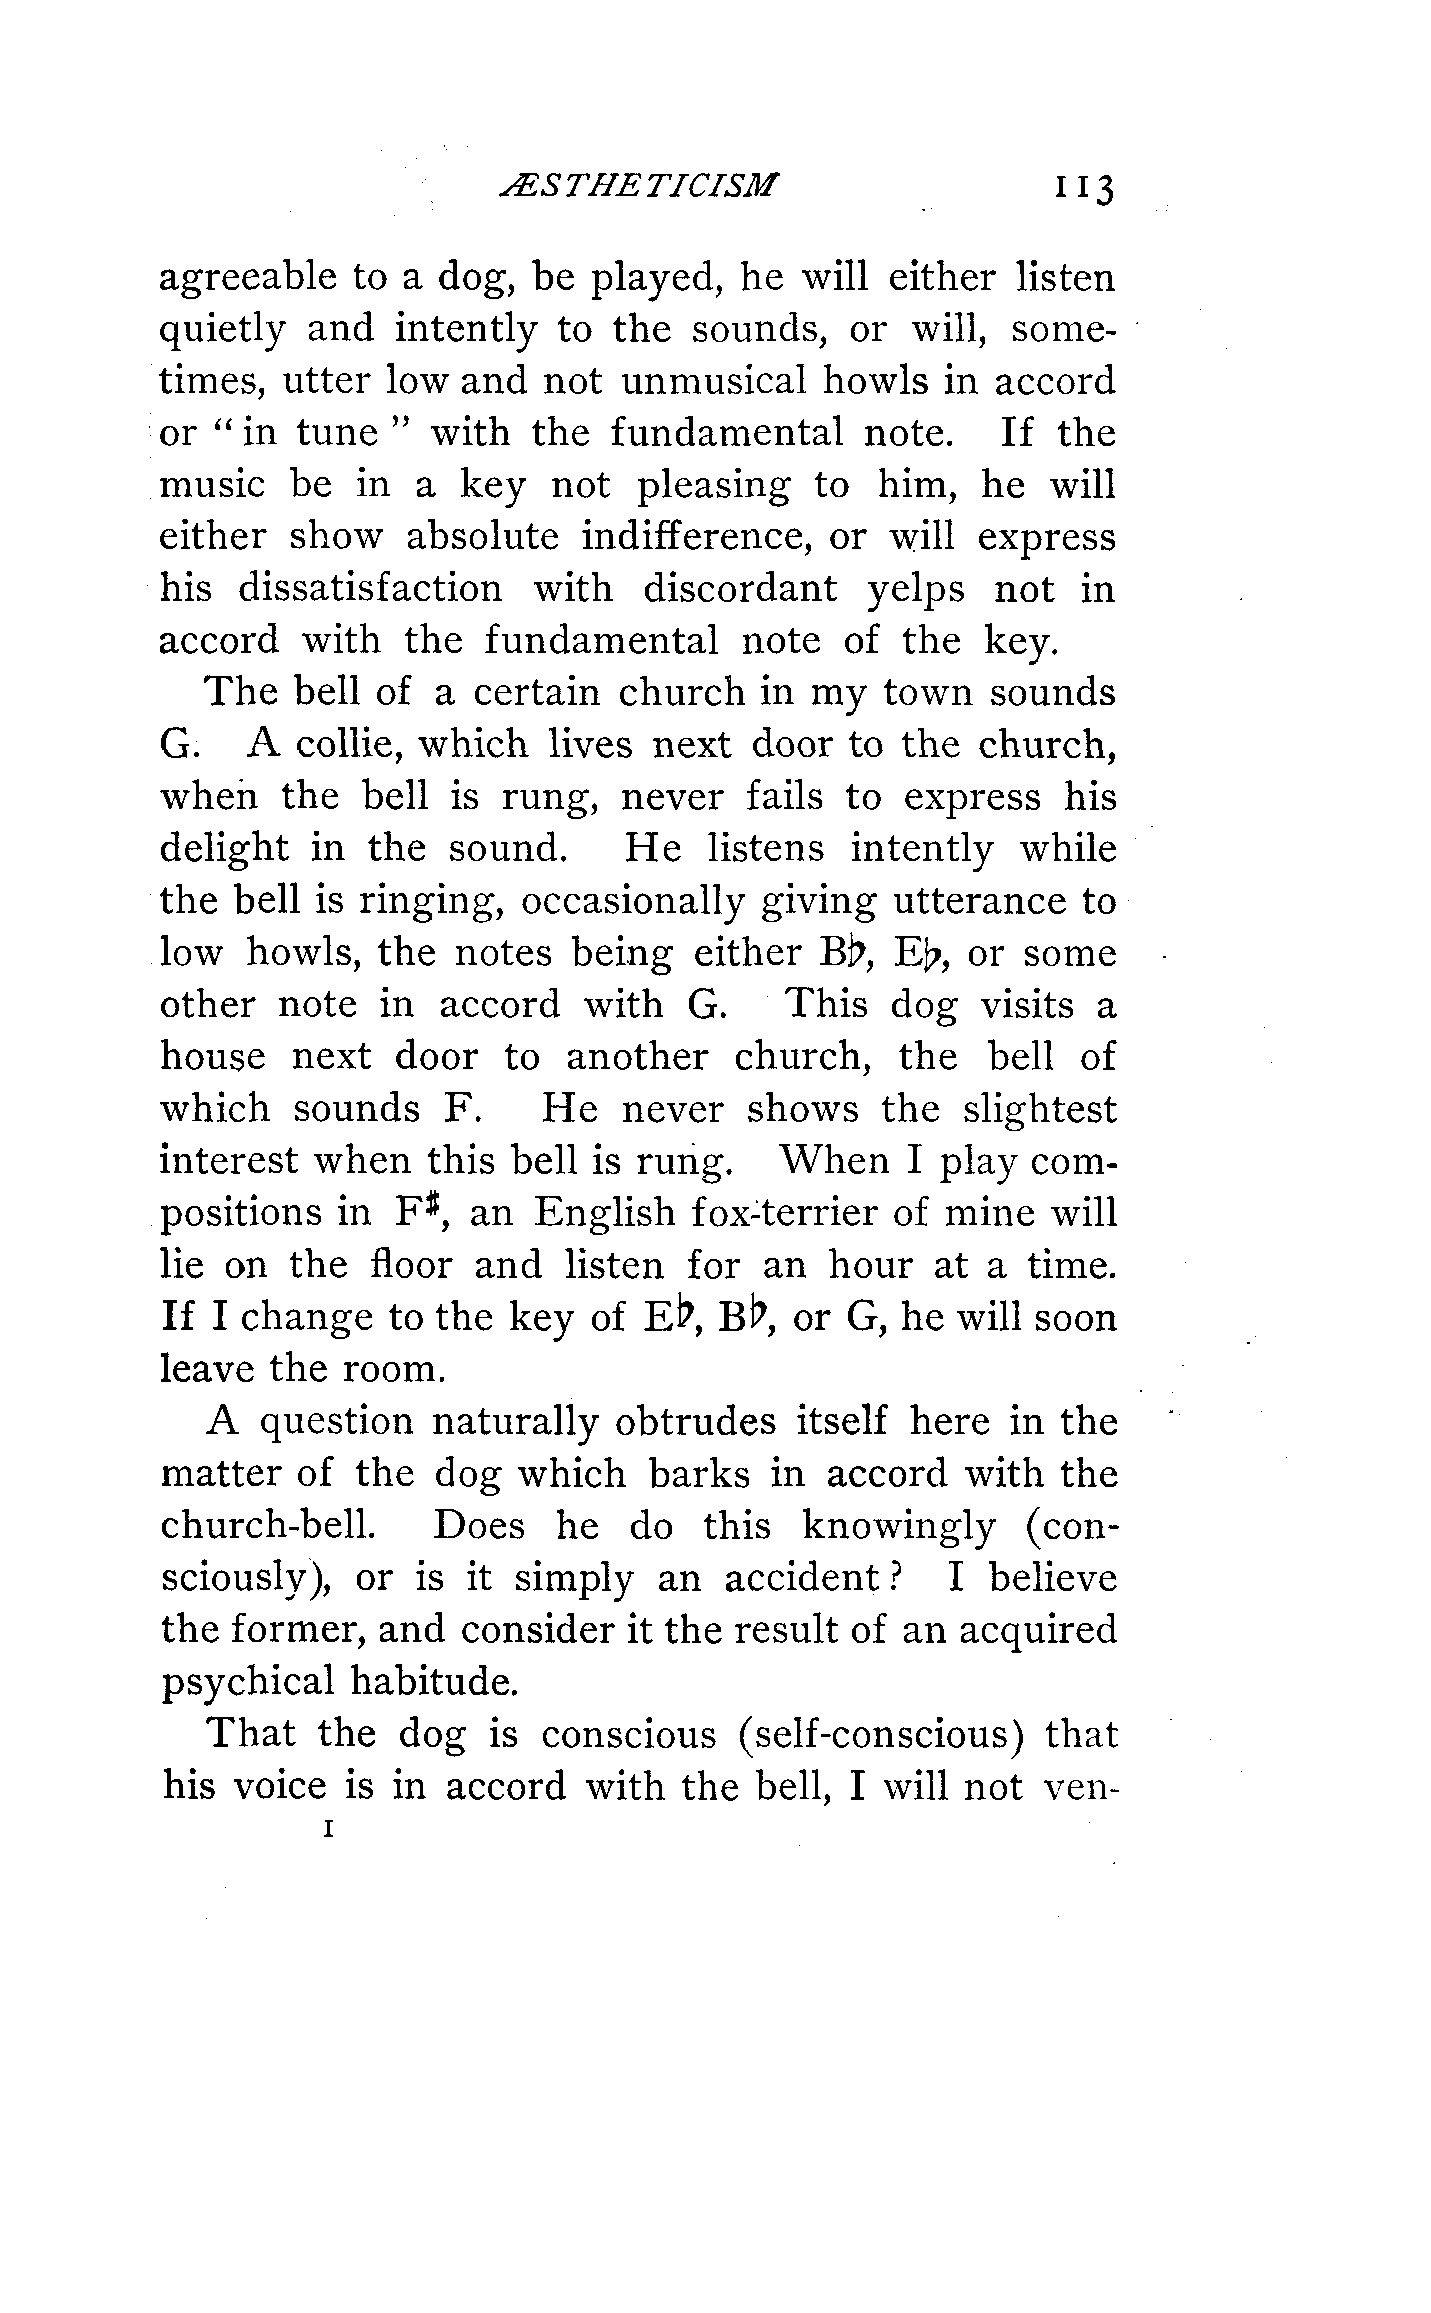 ÆSTHETICISM 113
agreeable to a dog, be played, he will either listen
quietly and intently to the sounds, or will, some-
times, utter low and not unmusical howls in accord
or “ in tune ” with the fundamental note. If the
music be in a key not pleasing to him, he will
either show absolute indifference, or will express
his dissatisfaction with discordant yelps not in
accord with the fundamental note of the key.
The bell of a certain church in my town sounds
G. A collie, which lives next door to the church,
when the bell is rung, never fails to express his
delight in the sound. He listens intently while
the bell is ringing, occasionally giving utterance to
low howls, the notes being either B♭, E♭, or some
other note in accord with G. This dog visits a
house next door to another church, the bell of
which sounds F. He never shows the slightest
interest when this bell is rung. When I play com-
positions in F♯, an English fox-terrier of mine will
lie on the floor and listen for an hour at a time.
If I change to the key of E♭, B♭, or G, he will soon
leave the room.
A question naturally obtrudes itself here in the
matter of the dog which barks in accord with the
church-bell. Does he do this knowingly (con-
sciously), or is it simply an accident? I believe
the former, and consider it the result of an acquired
psychical habitude.
That the dog is conscious (self-conscious) that
his voice is in accord with the bell, I will not ven-
I